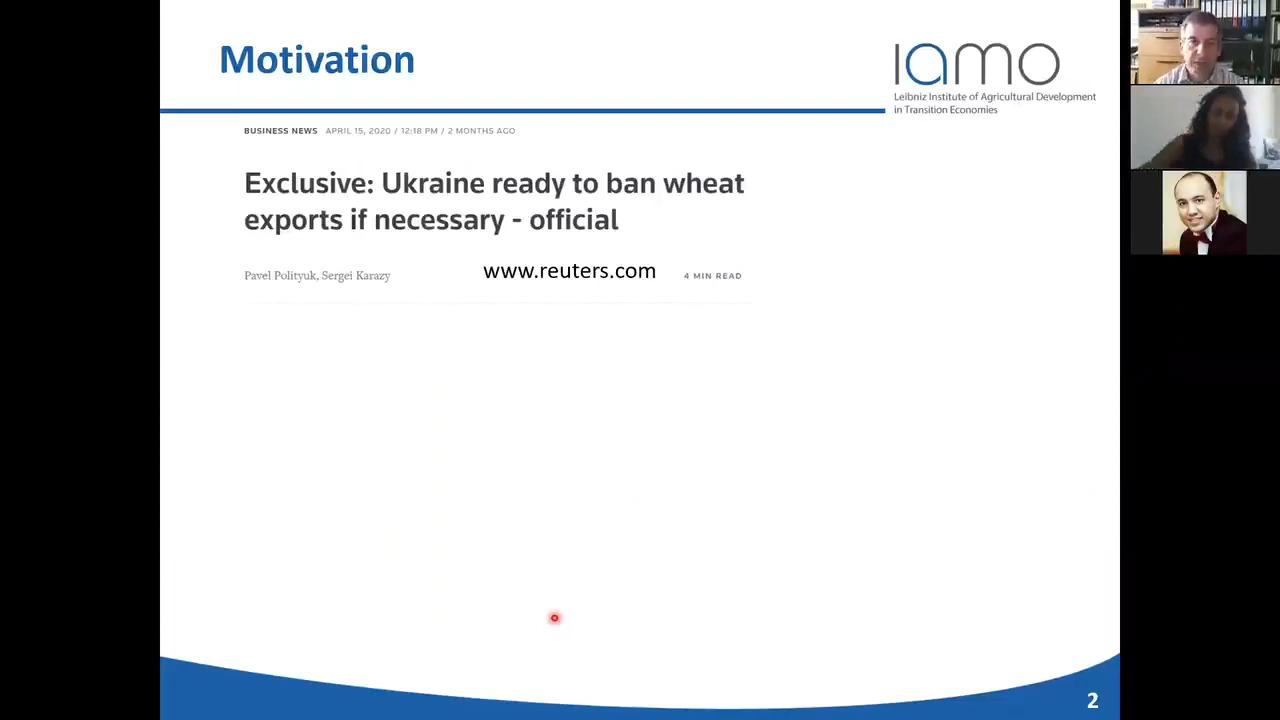 Motivation
iamo
Leibniz Institute of Agricultural Development
in Transition Economies
BUSINESS NEWS APRIL 15, 2020 / 12:18 PM / 2 MONTHS AGO
Exclusive: Ukraine ready to ban wheat
exports if necessary - official
Pavel Polityuk, Sergei Karazy www.reuters.com 4 MIN READ
2